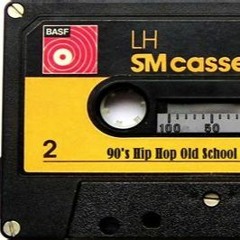 BASF
LH
SM casse
2
90's Hip Hop Old School
100 50